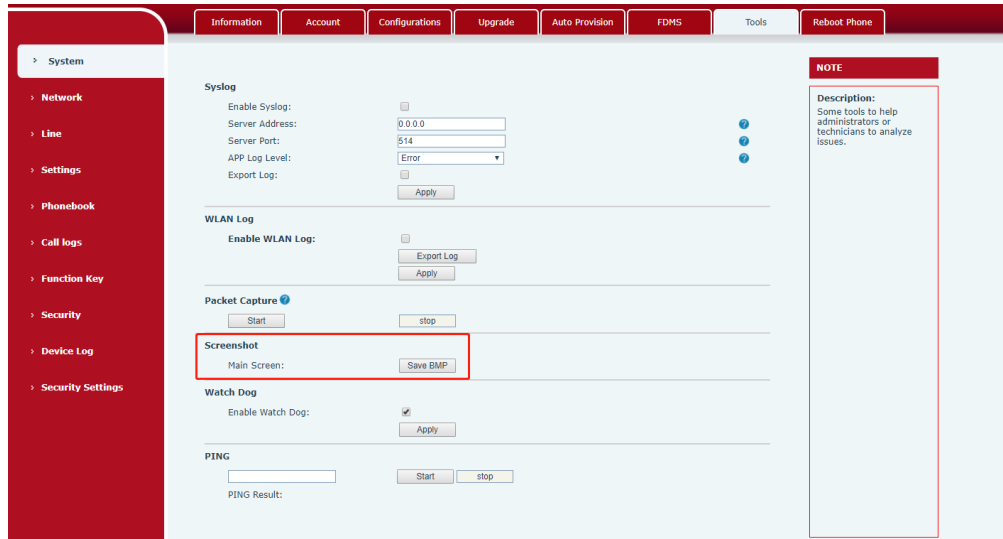 Information Account Configurations Upgrade Auto Provision FDMS Tools Reboot Phone
› System
› Network
› Line
› Settings
› Phonebook
› Call logs
› Function Key
› Security
› Device Log
› Security Settings
Syslog
Enable Syslog:
Server Address: 0.0.0.0 ?
Server Port: 514 ?
APP Log Level: Error ▼ ?
Export Log:
Apply
WLAN Log
Enable WLAN Log:
Export Log
Apply
Packet Capture ?
Start stop
Screenshot
Main Screen: Save BMP
Watch Dog
Enable Watch Dog:
Apply
PING
Start stop
PING Result:
NOTE
Description:
Some tools to help
administrators or
technicians to analyze
issues.